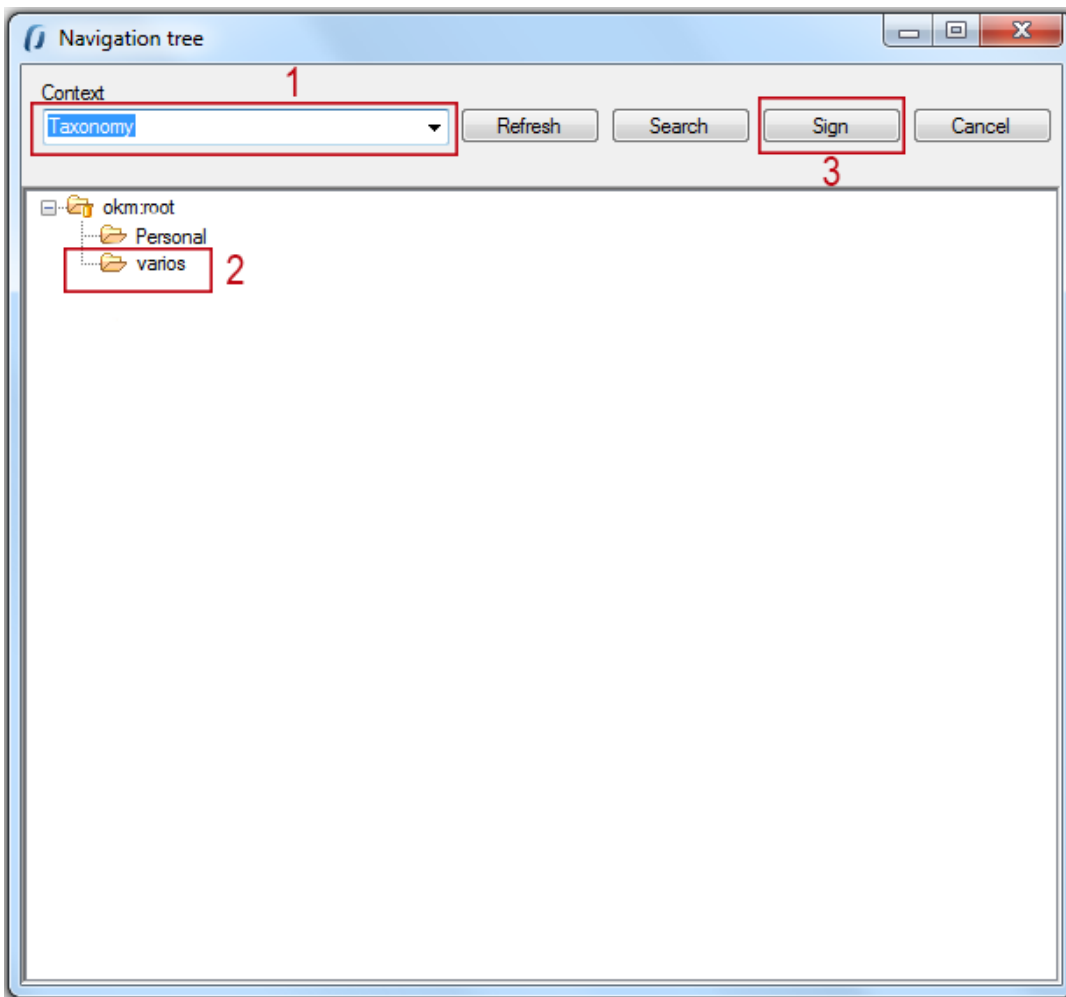 Navigation tree
Context
1
Taxonomy
Refresh
Search
Sign
Cancel
3
okm:root
Personal
varios
2